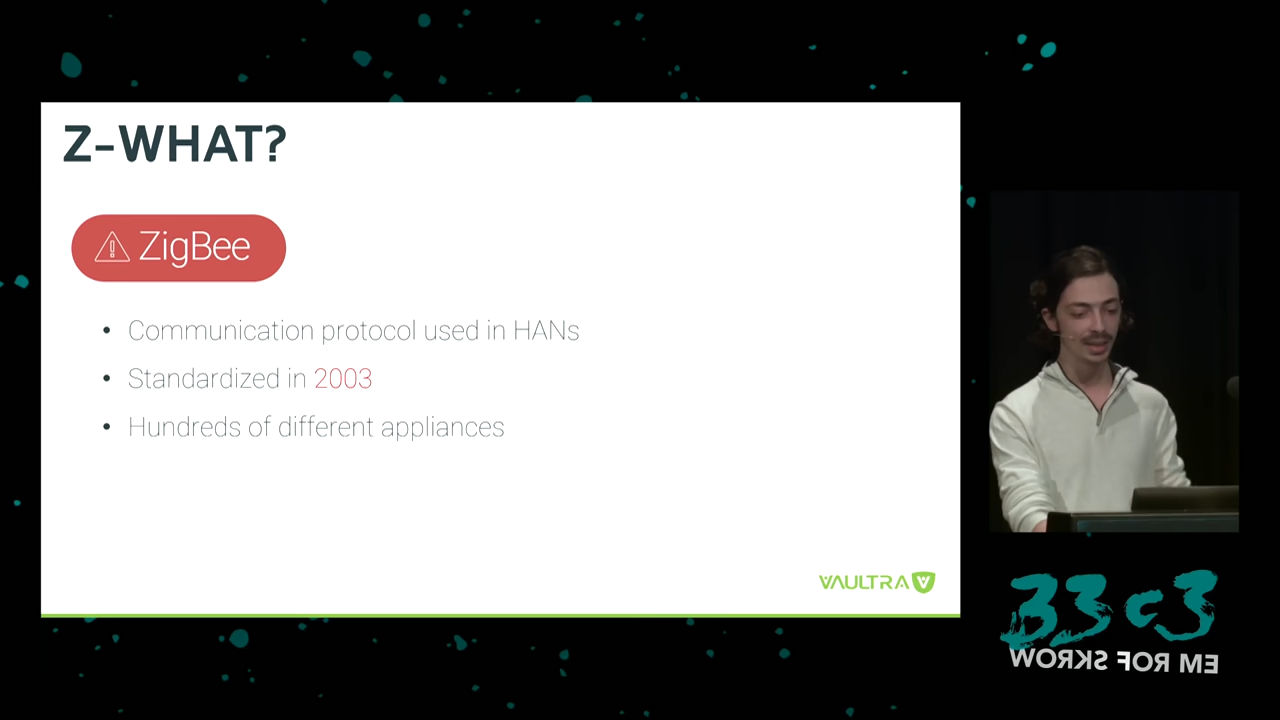 Z-WHAT?
ZigBee
• Communication protocol used in HANs
• Standardized in 2003
• Hundreds of different appliances
VAULTRA
33c3
WORKS FOR ME